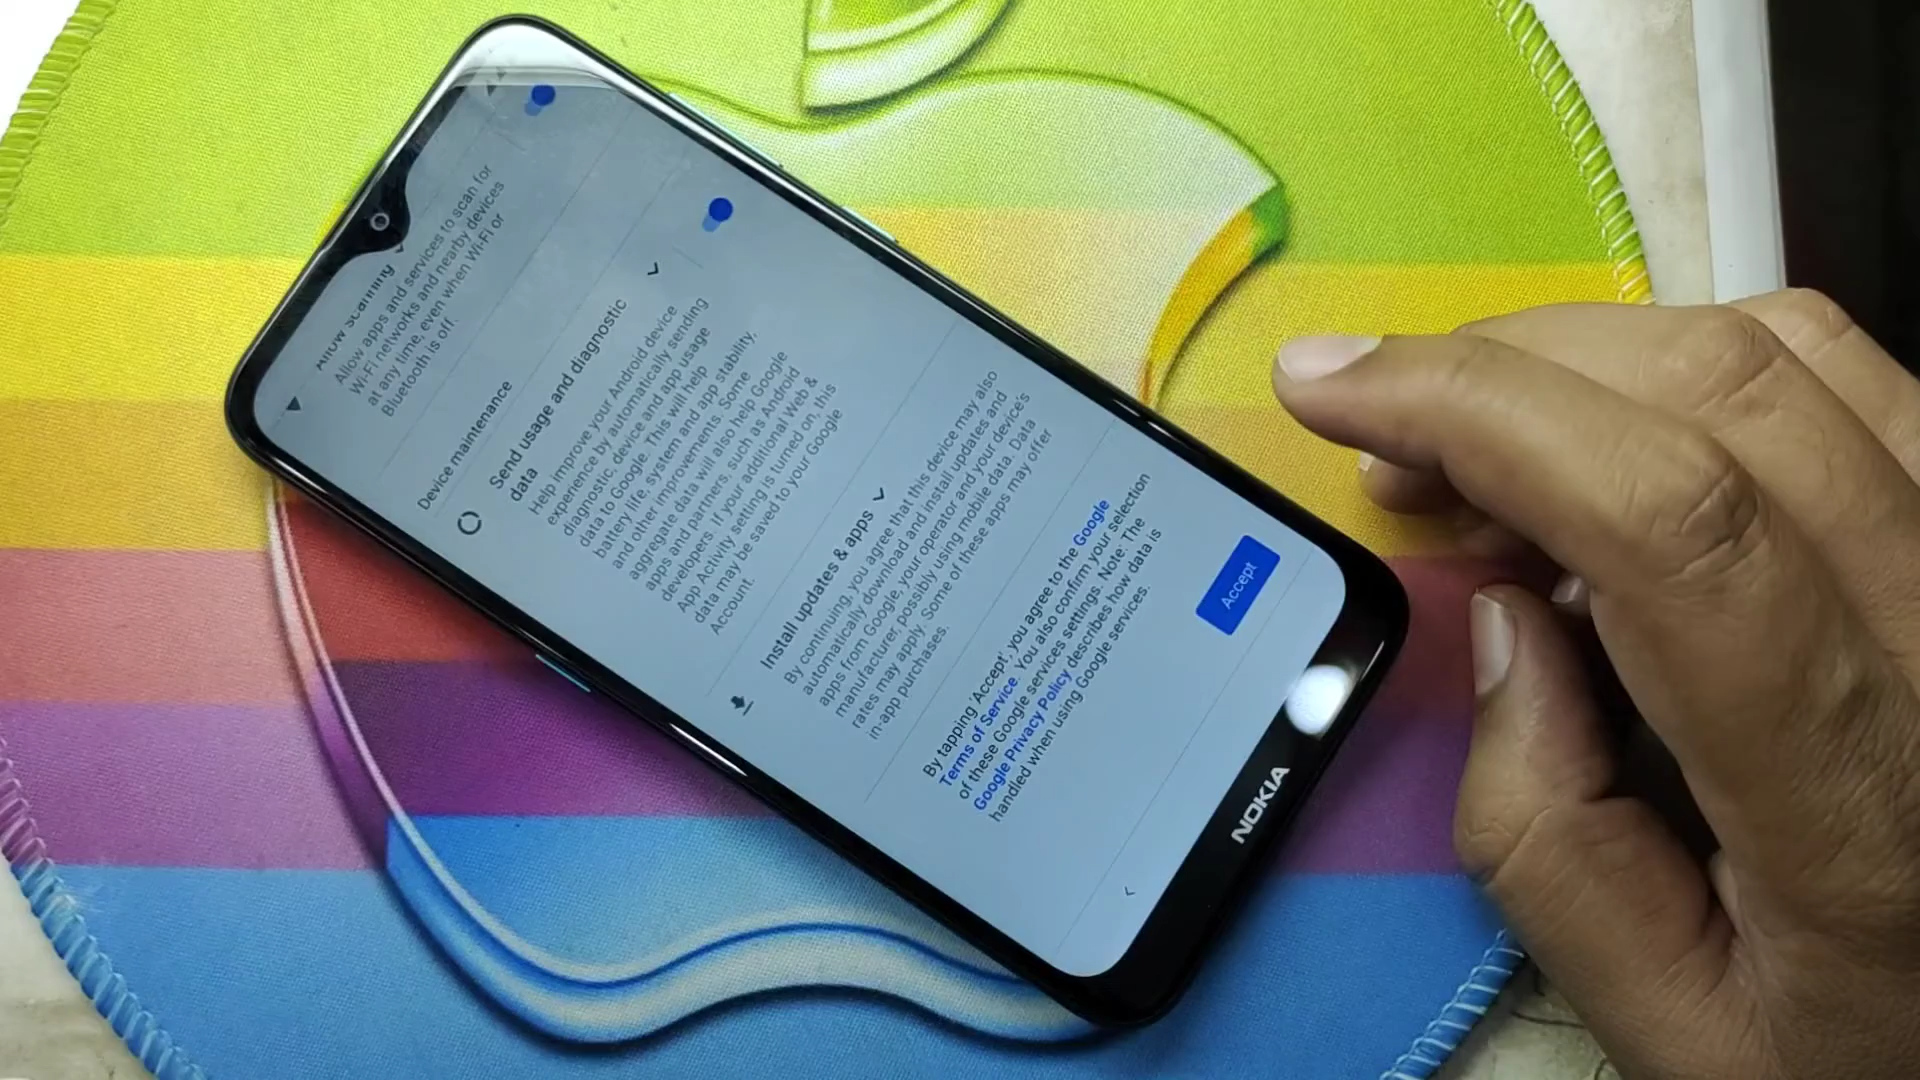 Allow scanning
Allow apps and services to scan for
Wi-Fi networks and nearby devices
at any time, even when Wi-Fi or
Bluetooth is off.
Device maintenance
Send usage and diagnostic
data
Help improve your Android device
experience by automatically sending
diagnostic, device and app usage
data to Google. This will help
battery life, system and app stability,
and other improvements. Some
aggregate data will also help Google
apps and partners, such as Android
developers. If your additional Web &
App Activity setting is turned on, this
data may be saved to your Google
Account.
Install updates & apps
By continuing, you agree that this device may also
automatically download and install updates and
apps from Google, your operator and your device's
manufacturer, possibly using mobile data. Data
rates may apply. Some of these apps may offer
in-app purchases.
By tapping 'Accept', you agree to the Google
Terms of Service. You also confirm your selection
of these Google services settings. Note: The
Google Privacy Policy describes how data is
handled when using Google services.
Accept
NOKIA